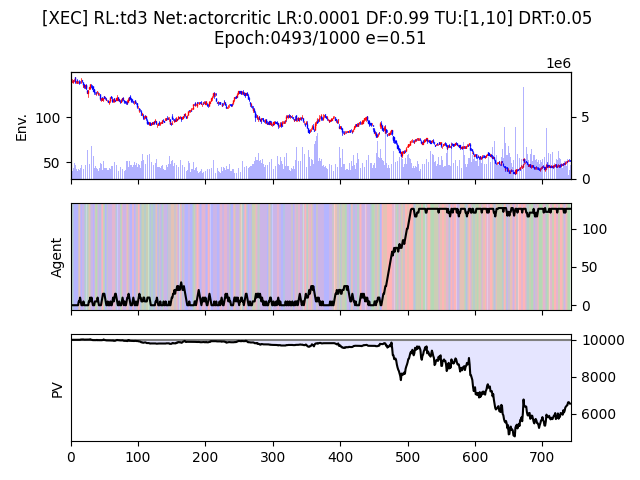 [XEC] RL:td3 Net:actorcritic LR:0.0001 DF:0.99 TU:[1,10] DRT:0.05
Epoch:0493/1000 e=0.51
1e6
Env.
100
50
5
0
Agent
100
50
0
PV
10000
8000
6000
0 100 200 300 400 500 600 700